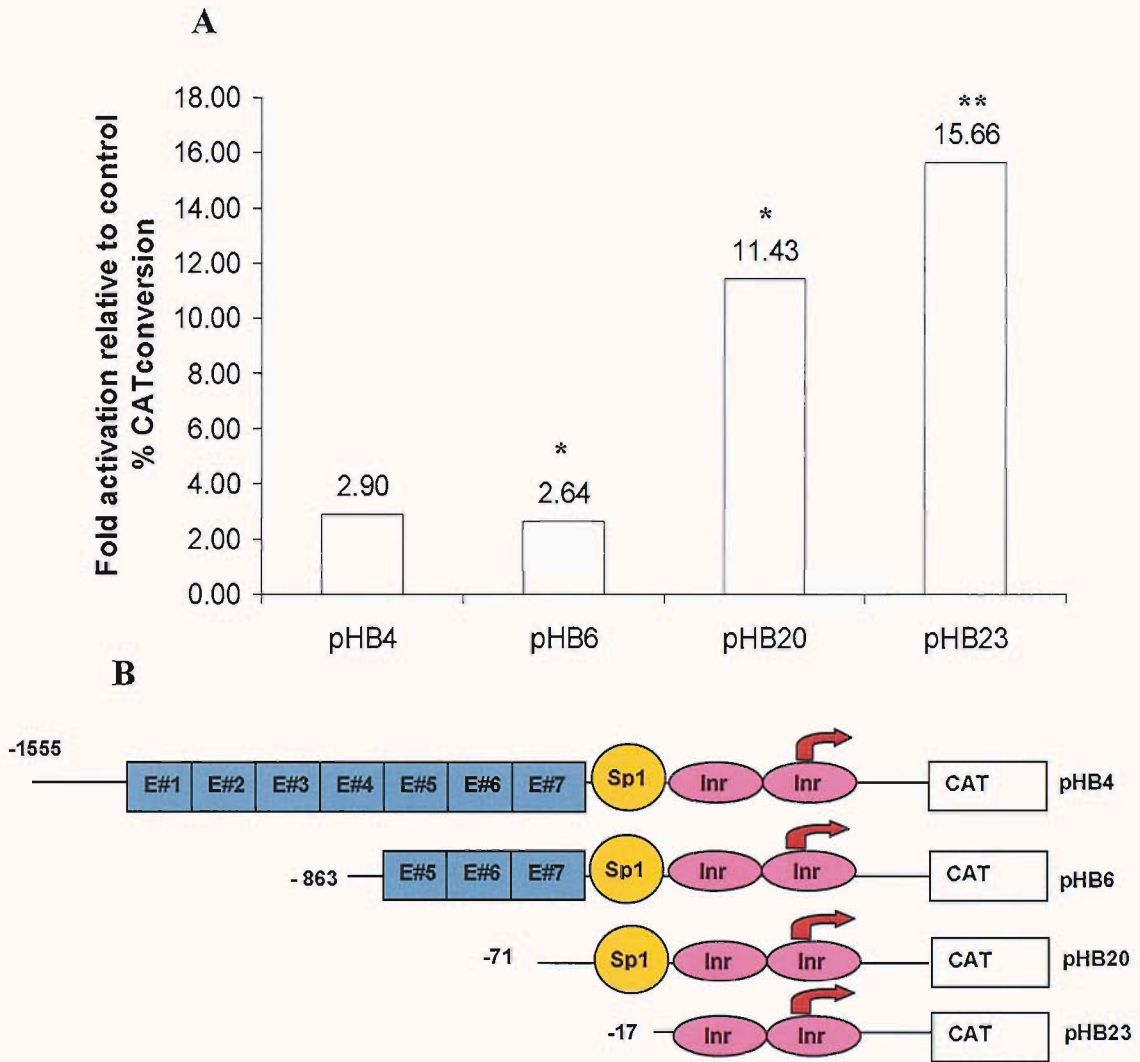 A
Fold activation relative to control
% CATconversion
18.00
16.00
14.00
12.00
10.00
8.00
6.00
4.00
2.00
0.00
2.90
*
2.64
*
11.43
**
15.66
pHB4
pHB6
pHB20
pHB23
B
-1555
E#1 E#2 E#3 E#4 E#5 E#6 E#7 Sp1 Inr Inr CAT pHB4
- 863 E#5 E#6 E#7 Sp1 Inr Inr CAT pHB6
-71 Sp1 Inr Inr CAT pHB20
-17 Inr Inr CAT pHB23